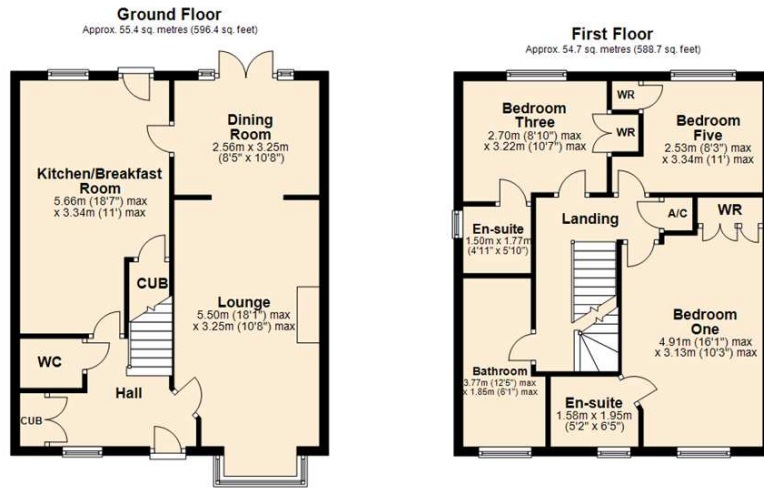 Ground Floor
Approx. 55.4 sq. metres (596.4 sq. feet)
Dining
Room
2.56m x 3.25m
(8'5" x 10'8")
Kitchen/Breakfast
Room
5.66m (18'7") max
x 3.34m (11') max
CUB
Lounge
5.50m (18'1") max
x 3.25m (10'8") max
WC
Hall
CUB
First Floor
Approx. 54.7 sq. metres (588.7 sq. feet)
Bedroom
Three
2.70m (8'10") max
x 3.22m (10'7") max
WR
WR
Bedroom
Five
2.53m (8'3") max
x 3.34m (11') max
En-suite
1.50m x 1.77m
(4'11" x 5'10")
Landing
A/C
WR
Bedroom
One
4.91m (16'1") max
x 3.13m (10'3") max
Bathroom
3.77m (12'5") max
x 1.85m (6'1") max
En-suite
1.58m x 1.95m
(5'2" x 6'5")